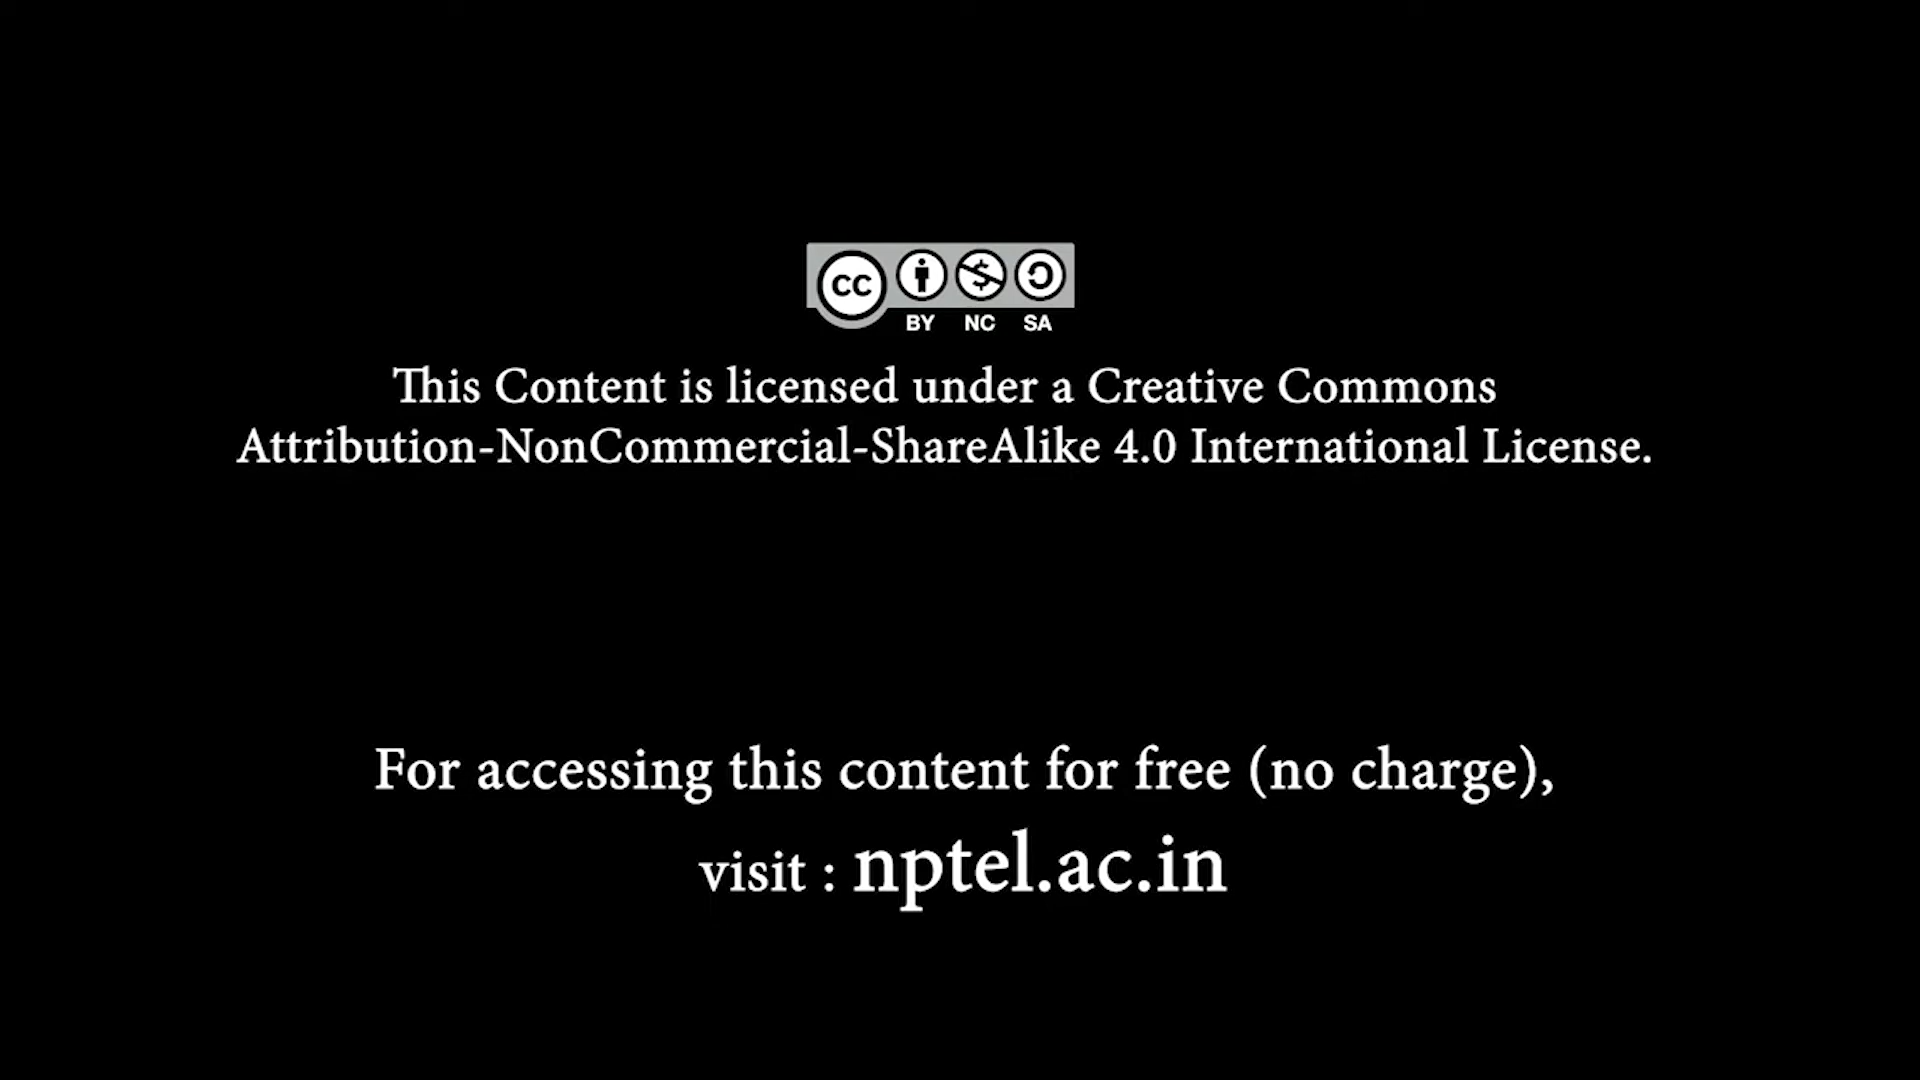 CC BY NC SA
This Content is licensed under a Creative Commons
Attribution-NonCommercial-ShareAlike 4.0 International License.
For accessing this content for free (no charge),
visit : nptel.ac.in